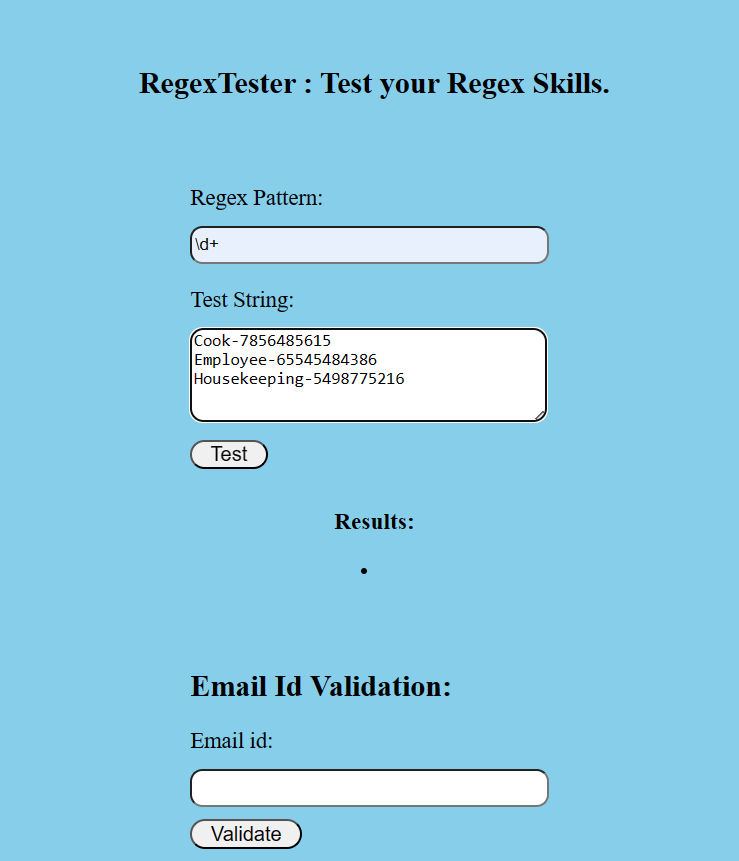 RegexTester : Test your Regex Skills.
Regex Pattern:
\d+
Test String:
Cook-7856485615
Employee-65545484386
Housekeeping-5498775216
Test
Results:
•
Email Id Validation:
Email id:
Validate